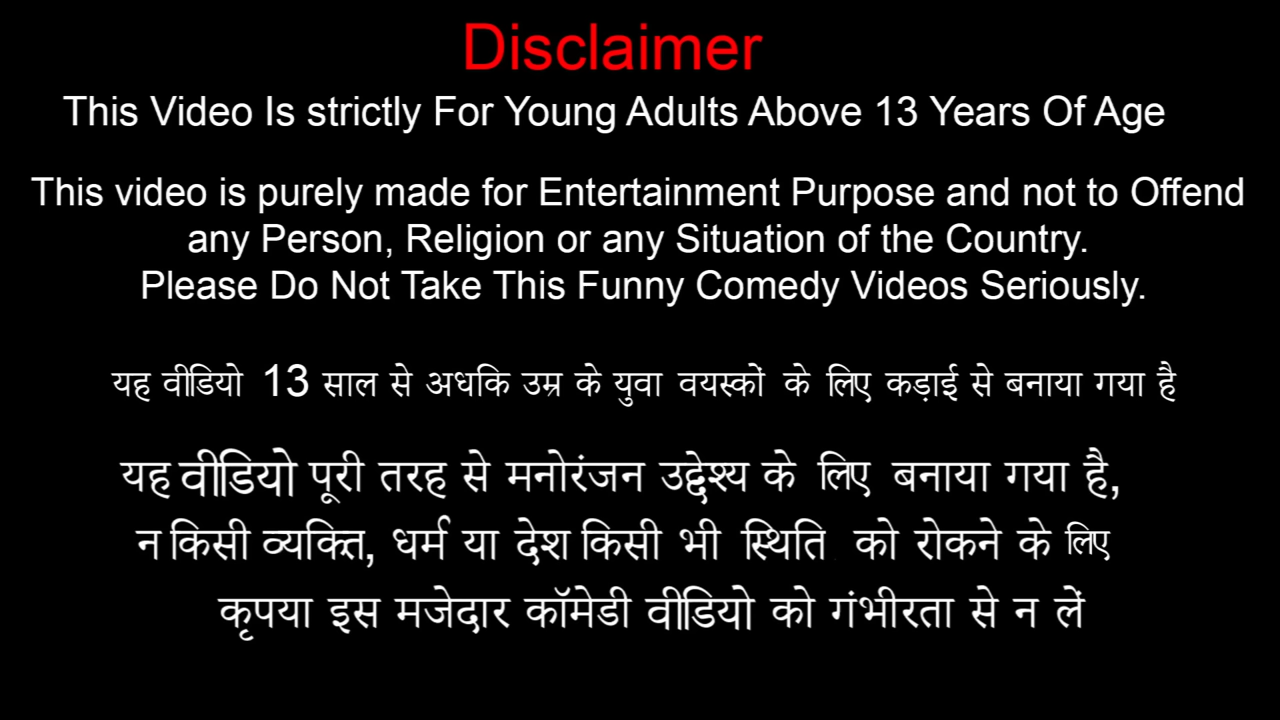 Disclaimer
This Video Is strictly For Young Adults Above 13 Years Of Age
This video is purely made for Entertainment Purpose and not to Offend
any Person, Religion or any Situation of the Country.
Please Do Not Take This Funny Comedy Videos Seriously.
यह वीडियो 13 साल से अधकि उम्र के युवा वयस्कों के लिए कड़ाई से बनाया गया है
यह वीडियो पूरी तरह से मनोरंजन उद्देश्य के लिए बनाया गया है,
न किसी व्यक्ति, धर्म या देश किसी भी स्थिति को रोकने के लिए
कृपया इस मजेदार कॉमेडी वीडियो को गंभीरता से न लें